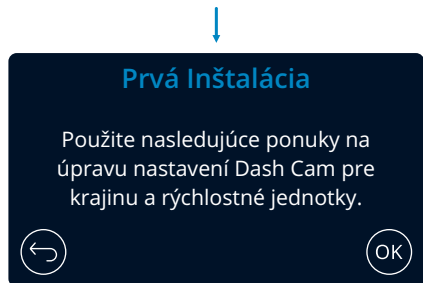 Prvá Inštalácia
Použite nasledujúce ponuky na
úpravu nastavení Dash Cam pre
krajinu a rýchlostné jednotky.
OK